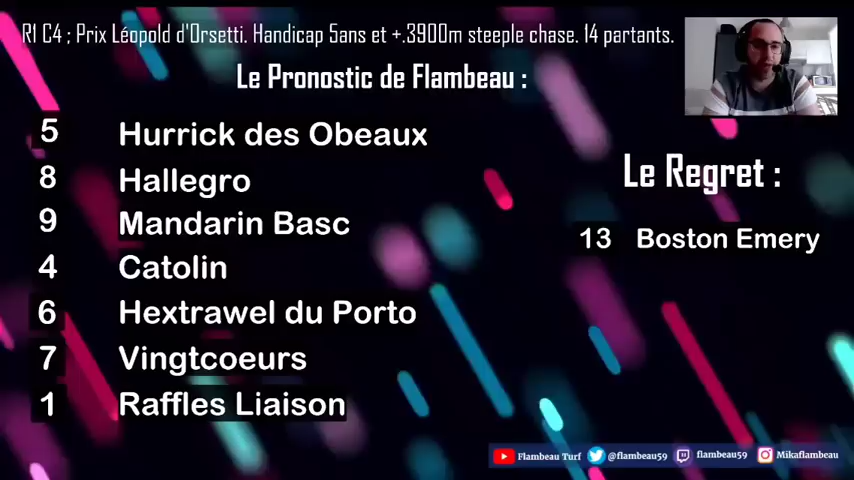 R1 C4 ; Prix Léopold d'Orsetti. Handicap 5ans et +.3900m steeple chase. 14 partants.
Le Pronostic de Flambeau :
5 Hurrick des Obeaux
8 Hallegro
9 Mandarin Basc
4 Catolin
6 Hextrawel du Porto
7 Vingtcoeurs
1 Raffles Liaison
Le Regret :
13 Boston Emery
Flambeau Turf @flambeau59 flambeau59 Mikaflambeau